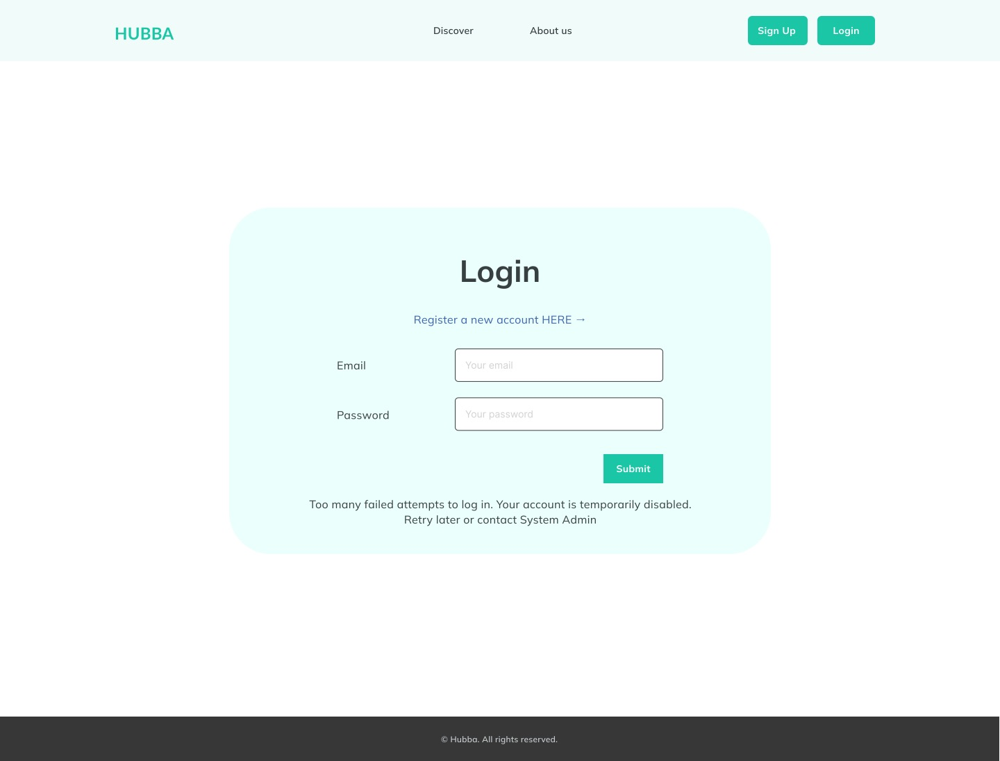 HUBBA
Discover
About us
Sign Up
Login
Login
Register a new account HERE →
Email
Your email
Password
Your password
Submit
Too many failed attempts to log in. Your account is temporarily disabled.
Retry later or contact System Admin
© Hubba. All rights reserved.